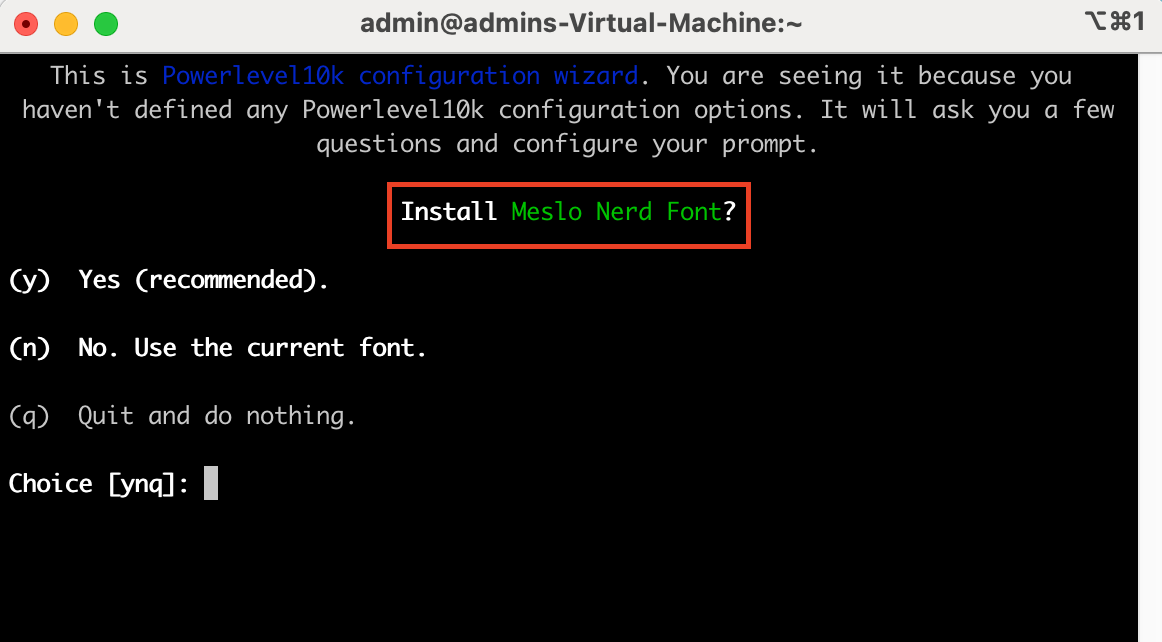 admin@admins-Virtual-Machine:~
⌥⌘1
This is Powerlevel10k configuration wizard. You are seeing it because you
haven't defined any Powerlevel10k configuration options. It will ask you a few
questions and configure your prompt.
Install Meslo Nerd Font?
(y) Yes (recommended).
(n) No. Use the current font.
(q) Quit and do nothing.
Choice [ynq]: